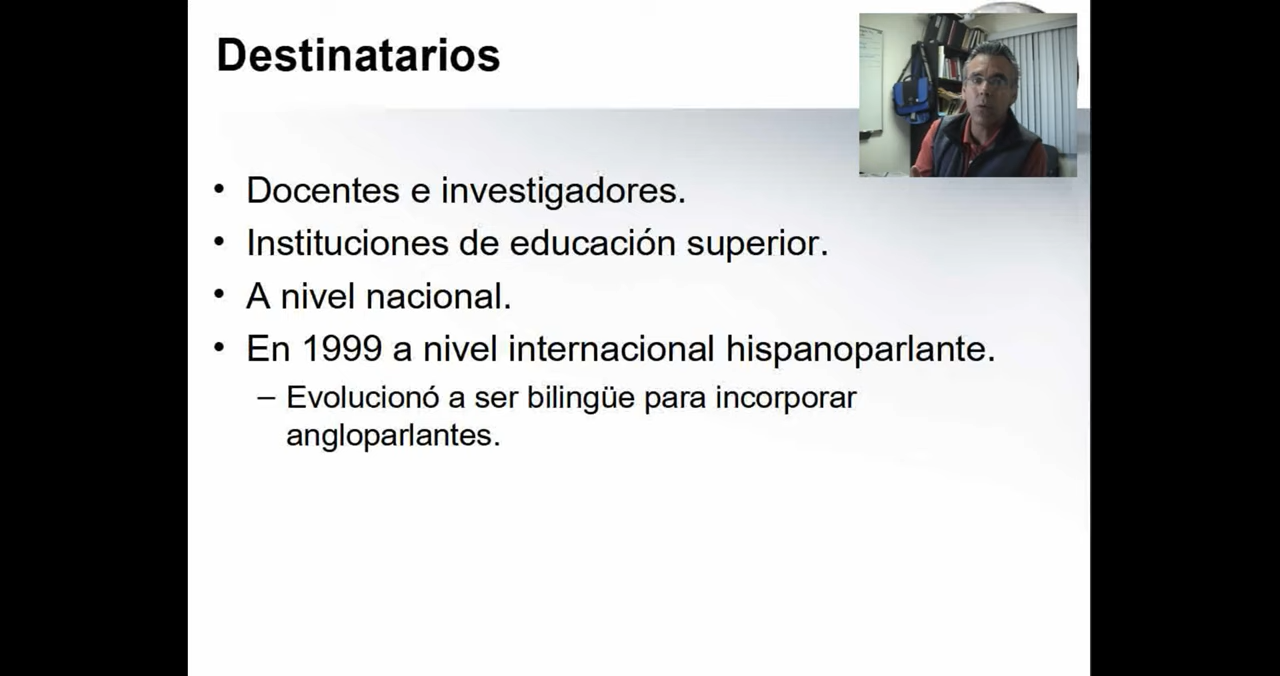 Destinatarios
• Docentes e investigadores.
• Instituciones de educación superior.
• A nivel nacional.
• En 1999 a nivel internacional hispanoparlante.
– Evolucionó a ser bilingüe para incorporar
angloparlantes.